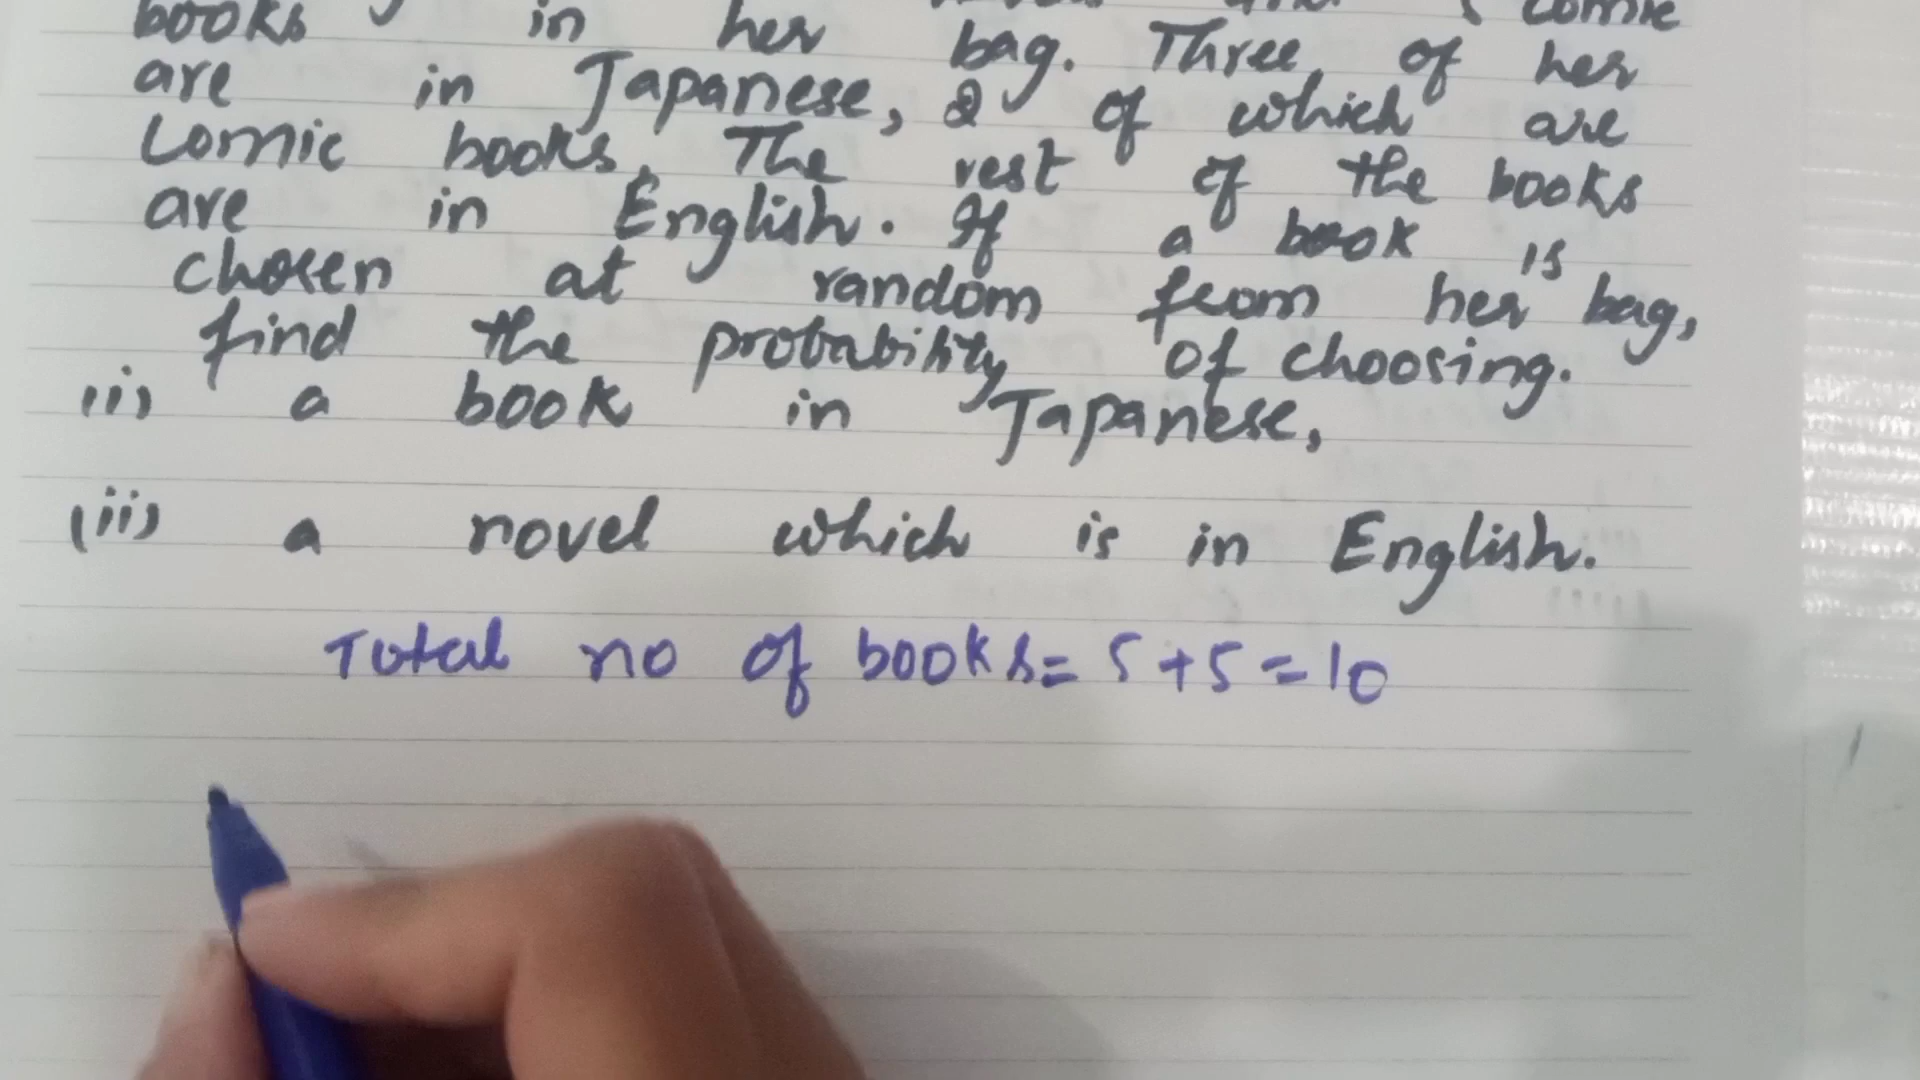 books in her bag. Three of her
are in Japanese, 2 of which are
comic books. The rest of the books
are in English. If a book is
chosen at random from her bag,
find the probability of choosing.
(i) a book in Japanese,
(ii) a novel which is in English.
Total no of books = 5+5=10